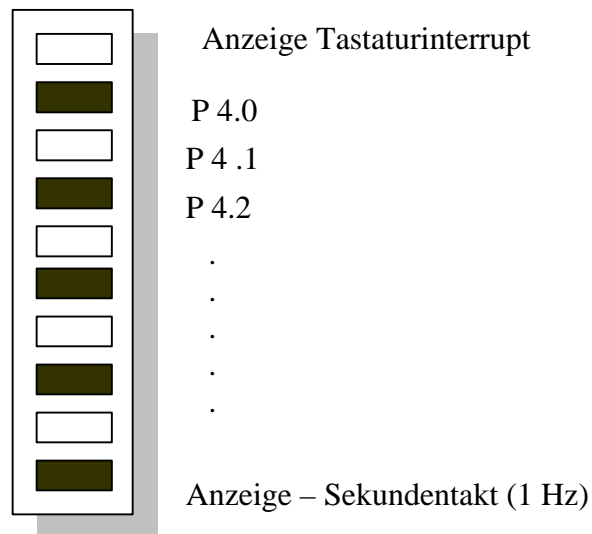 Anzeige Tastaturinterrupt
P 4.0
P 4 .1
P 4.2
.
.
.
.
.
Anzeige – Sekundentakt (1 Hz)